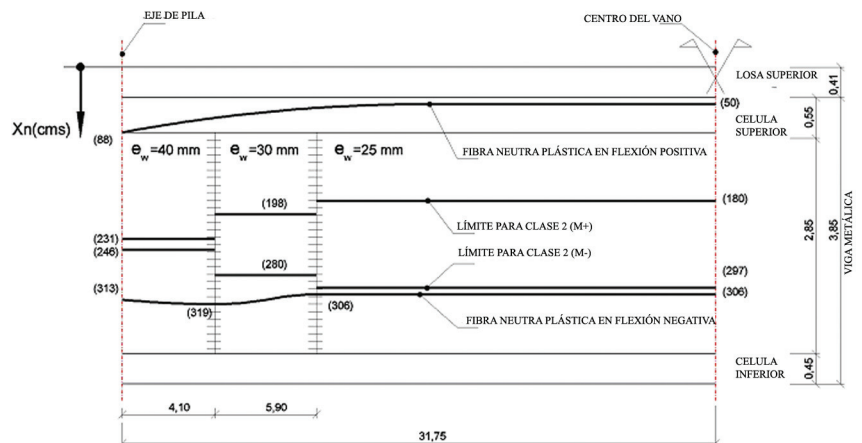 EJE DE PILA
CENTRO DEL VANO
LOSA SUPERIOR
0,41
Xn(cms)
(88)
(50)
CELULA
SUPERIOR
0,55
e w =40 mm
e w =30 mm
e w =25 mm
FIBRA NEUTRA PLÁSTICA EN FLEXIÓN POSITIVA
(198)
(180)
LÍMITE PARA CLASE 2 (M+)
(231)
(246)
LÍMITE PARA CLASE 2 (M-)
2,85
3,85
VIGA METÁLICA
(280)
(297)
(313)
(306)
(319)
(306)
FIBRA NEUTRA PLÁSTICA EN FLEXIÓN NEGATIVA
CELULA
INFERIOR
0,45
4,10
5,90
31,75